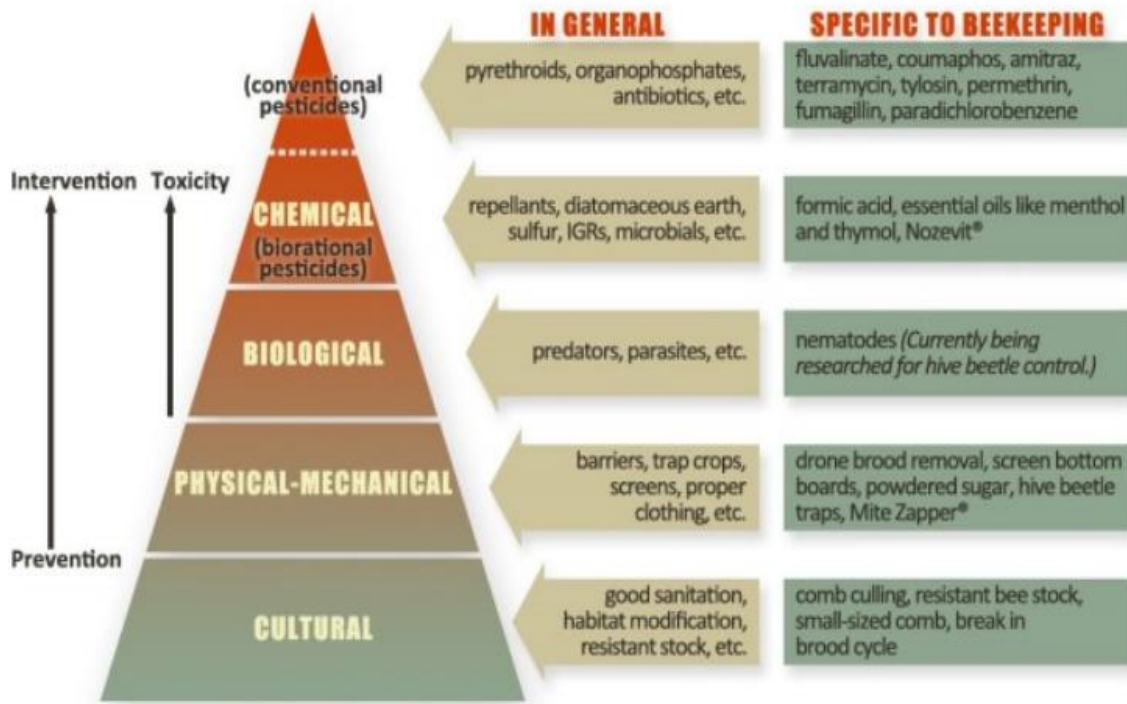 IN GENERAL
SPECIFIC TO BEEKEEPING
(conventional
pesticides)
pyrethroids, organophosphates,
antibiotics, etc.
fluvalinate, coumaphos, amitraz,
terramycin, tylosin, permethrin,
fumagillin, paradichlorobenzene
Intervention
Toxicity
CHEMICAL
(biorational
pesticides)
repellants, diatomaceous earth,
sulfur, IGRs, microbials, etc.
formic acid, essential oils like menthol
and thymol, Nozevit®
BIOLOGICAL
predators, parasites, etc.
nematodes (Currently being
researched for hive beetle control.)
PHYSICAL-MECHANICAL
barriers, trap crops,
screens, proper
clothing, etc.
drone brood removal, screen bottom
boards, powdered sugar, hive beetle
traps, Mite Zapper®
Prevention
CULTURAL
good sanitation,
habitat modification,
resistant stock, etc.
comb culling, resistant bee stock,
small-sized comb, break in
brood cycle